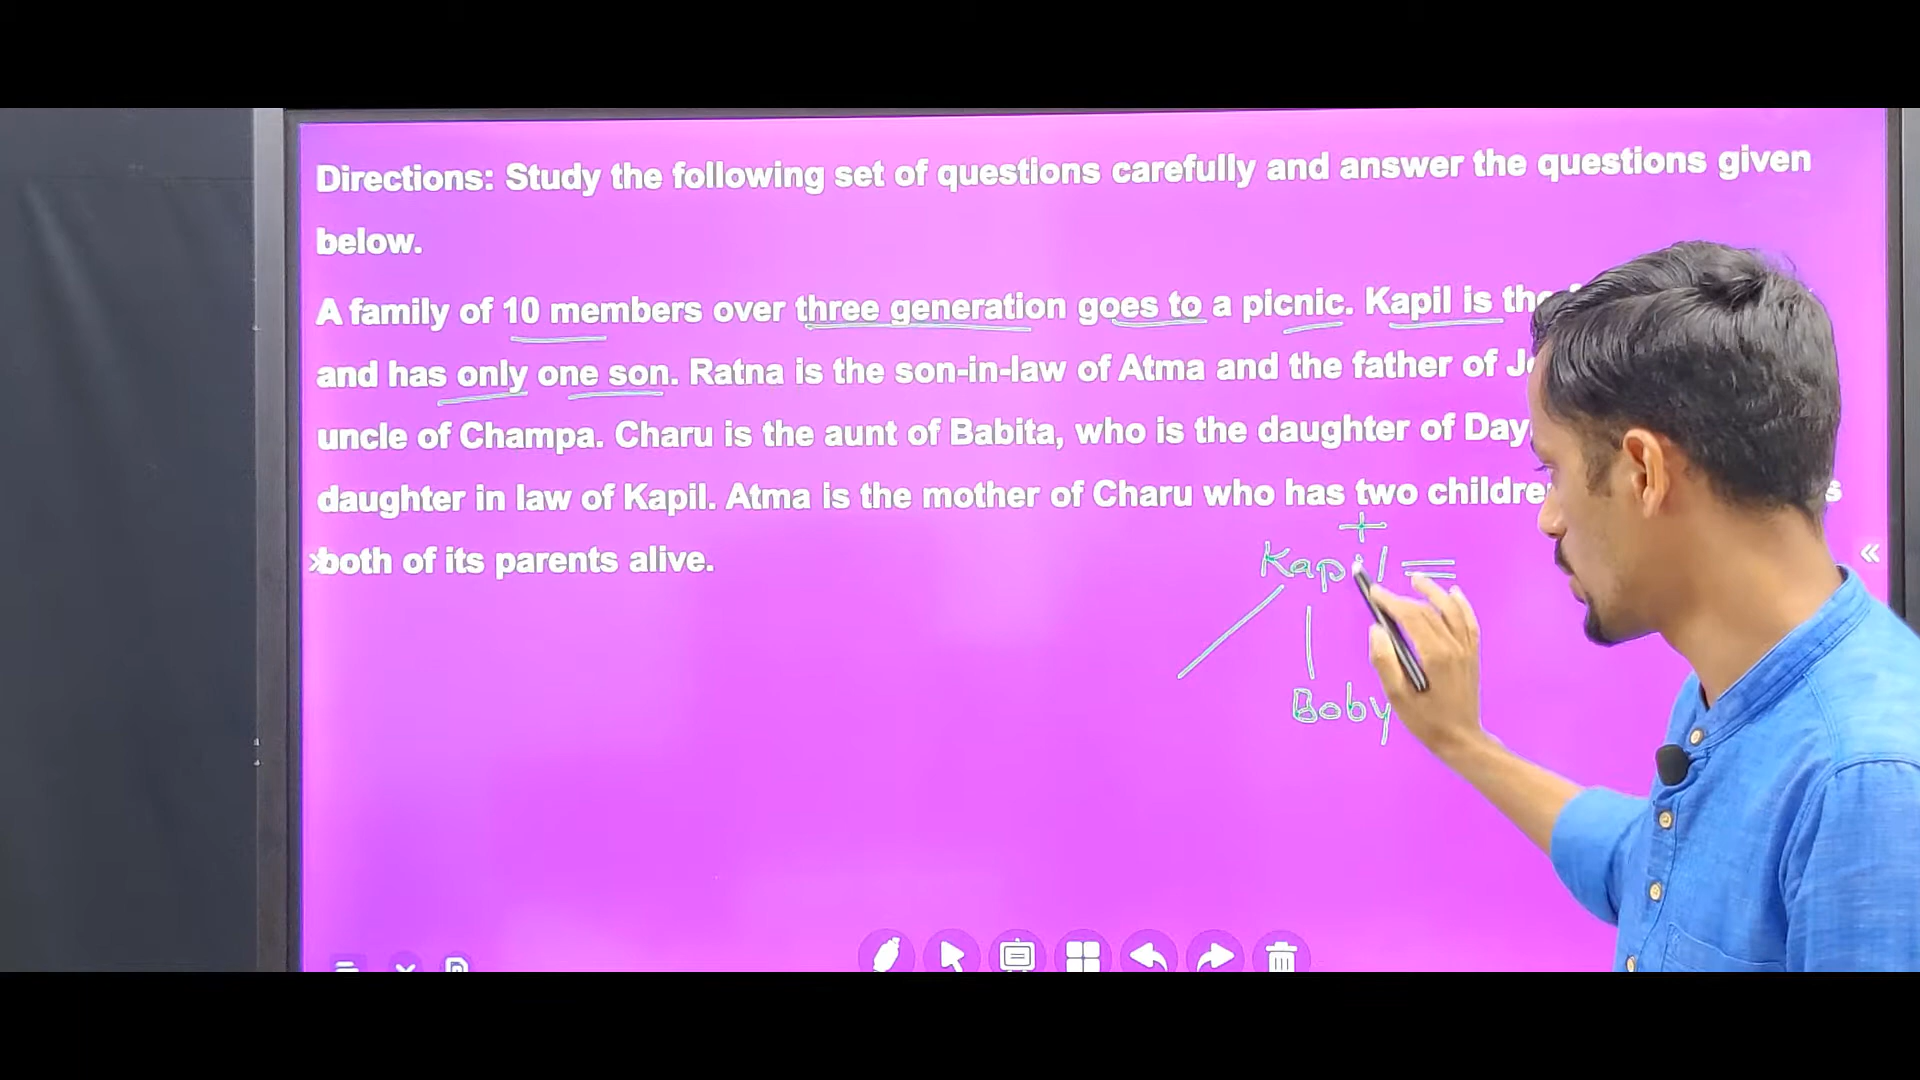 Directions: Study the following set of questions carefully and answer the questions given
below.
A family of 10 members over three generation goes to a picnic. Kapil is the
and has only one son. Ratna is the son-in-law of Atma and the father of
uncle of Champa. Charu is the aunt of Babita, who is the daughter of
daughter in law of Kapil. Atma is the mother of Charu who has two
both of its parents alive.
+
Kapil =
Boby